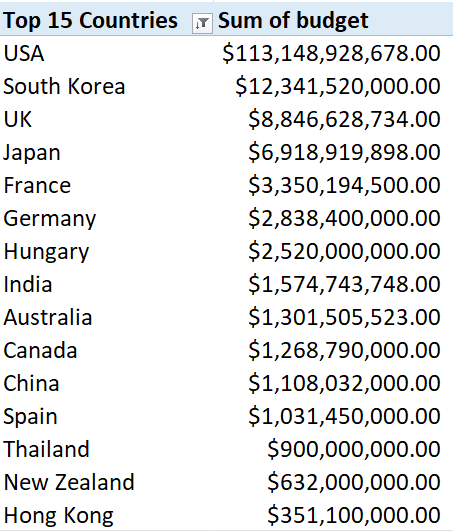 Top 15 Countries Sum of budget
USA $113,148,928,678.00
South Korea $12,341,520,000.00
UK $8,846,628,734.00
Japan $6,918,919,898.00
France $3,350,194,500.00
Germany $2,838,400,000.00
Hungary $2,520,000,000.00
India $1,574,743,748.00
Australia $1,301,505,523.00
Canada $1,268,790,000.00
China $1,108,032,000.00
Spain $1,031,450,000.00
Thailand $900,000,000.00
New Zealand $632,000,000.00
Hong Kong $351,100,000.00